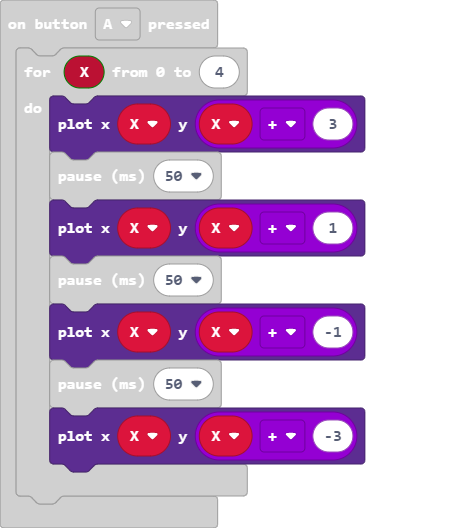 on button A pressed
for X from 0 to 4
do
plot x X y X + 3
pause (ms) 50
plot x X y X + 1
pause (ms) 50
plot x X y X + -1
pause (ms) 50
plot x X y X + -3